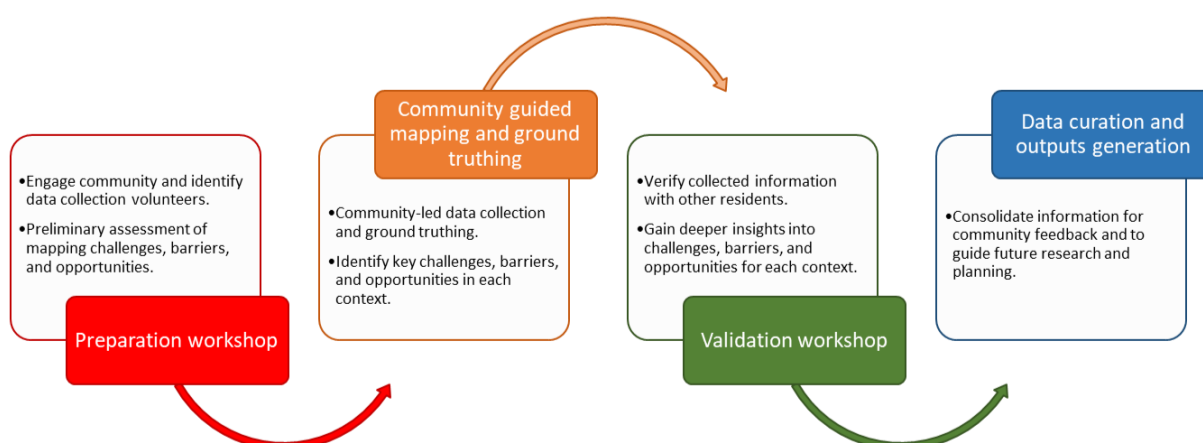 •Engage community and identify
data collection volunteers.
•Preliminary assessment of
mapping challenges, barriers,
and opportunities.
Preparation workshop
Community guided
mapping and ground
truthing
•Community-led data collection
and ground truthing.
•Identify key challenges, barriers,
and opportunities in each
context.
•Verify collected information
with other residents.
•Gain deeper insights into
challenges, barriers, and
opportunities for each context.
Validation workshop
Data curation and
outputs generation
•Consolidate information for
community feedback and to
guide future research and
planning.